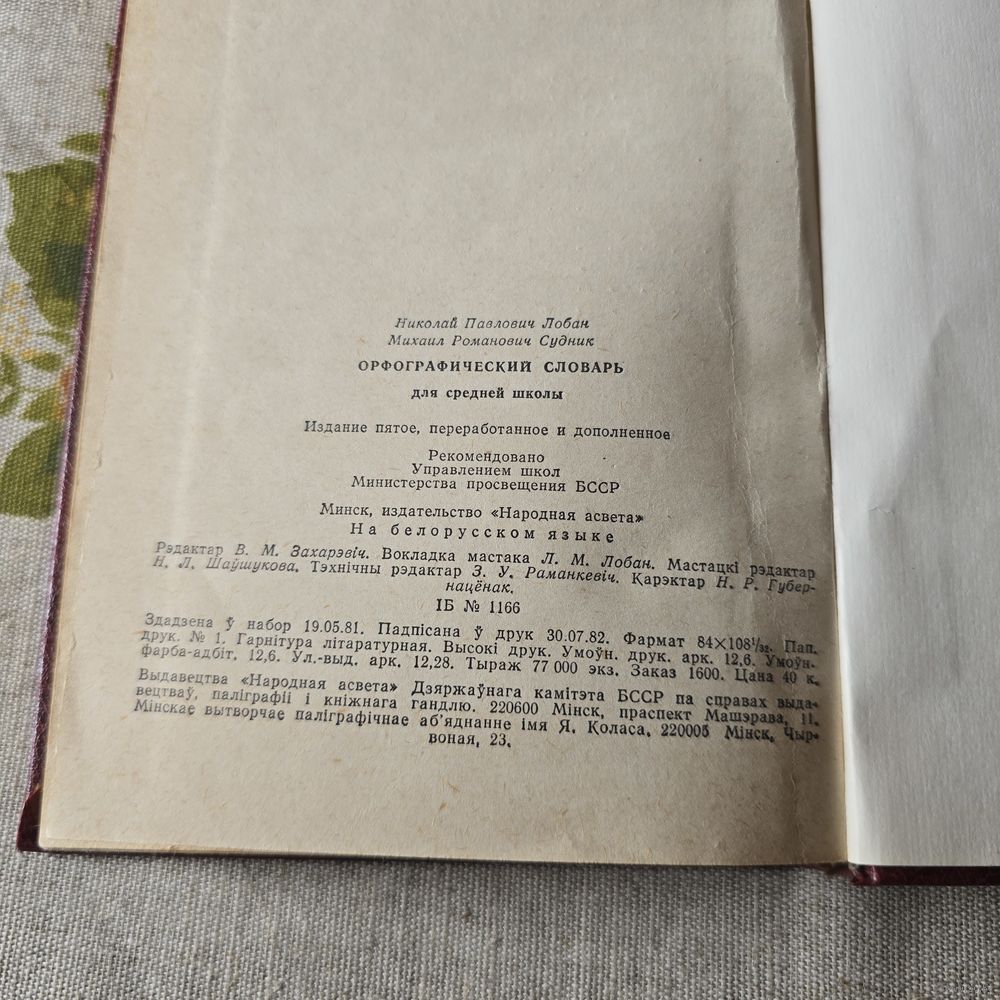 Николай Павлович Лобан
Михаил Романович Судник
ОРФОГРАФИЧЕСКИЙ СЛОВАРЬ
для средней школы
Издание пятое, переработанное и дополненное
Рекомендовано
Управлением школ
Министерства просвещения БССР
Минск, издательство «Народная асвета»
На белорусском языке
Рэдактар В. М. Захарэвіч. Вокладка мастака Л. М. Лобан. Мастацкі рэдактар
Н. Л. Шаўшукова. Тэхнічны рэдактар З. У. Раманкевіч. Карэктар Н. Р. Губер-
нацёнак.
ІБ № 1166
Здадзена ў набор 19.05.81. Падпісана ў друк 30.07.82. Фармат 84×108¹/₃₂. Пап.
друк. № 1. Гарнітура літаратурная. Высокі друк. Умоўн. друк. арк. 12,6. Умоўн.
фарба-адбіт. 12,6. Ул.-выд. арк. 12,28. Тыраж 77 000 экз. Заказ 1600. Цана 40 к.
Выдавецтва «Народная асвета» Дзяржаўнага камітэта БССР па справах выда-
вецтваў, паліграфіі і кніжнага гандлю. 220600 Мінск, праспект Машэрава, 11.
Мінскае вытворчае паліграфічнае аб'яднанне імя Я. Коласа. 220005 Мінск, Чыр-
воная, 23.